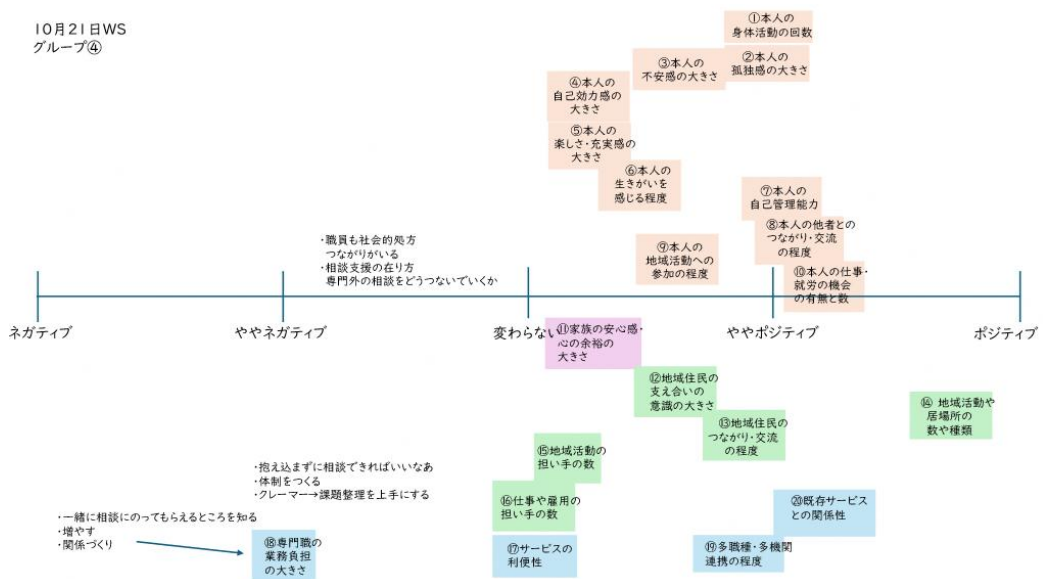 10月21日WS
グループ④
①本人の
身体活動の回数
②本人の
孤独感の大きさ
③本人の
不安感の大きさ
④本人の
自己効力感の
大きさ
⑤本人の
楽しさ・充実感の
大きさ
⑥本人の
生きがいを
感じる程度
⑦本人の
自己管理能力
⑧本人の他者との
つながり・交流
の程度
⑨本人の
地域活動への
参加の程度
⑩本人の仕事・
就労の機会
の有無と数
・職員も社会的処方
つながりがいる
・相談支援の在り方
専門外の相談をどうつないでいくか
ネガティブ
ややネガティブ
変わらない
ややポジティブ
ポジティブ
⑪家族の安心感・
心の余裕の
大きさ
⑫地域住民の
支え合いの
意識の大きさ
⑬地域住民の
つながり・交流
の程度
⑭ 地域活動や
居場所の
数や種類
⑮地域活動の
担い手の数
⑯仕事や雇用の
担い手の数
・抱え込まずに相談できればいいなあ
・体制をつくる
・クレーマー→課題整理を上手にする
・一緒に相談にのってもらえるところを知る
・増やす
・関係づくり
⑱専門職の
業務負担
の大きさ
⑰サービスの
利便性
⑲多職種・多機関
連携の程度
⑳既存サービス
との関係性